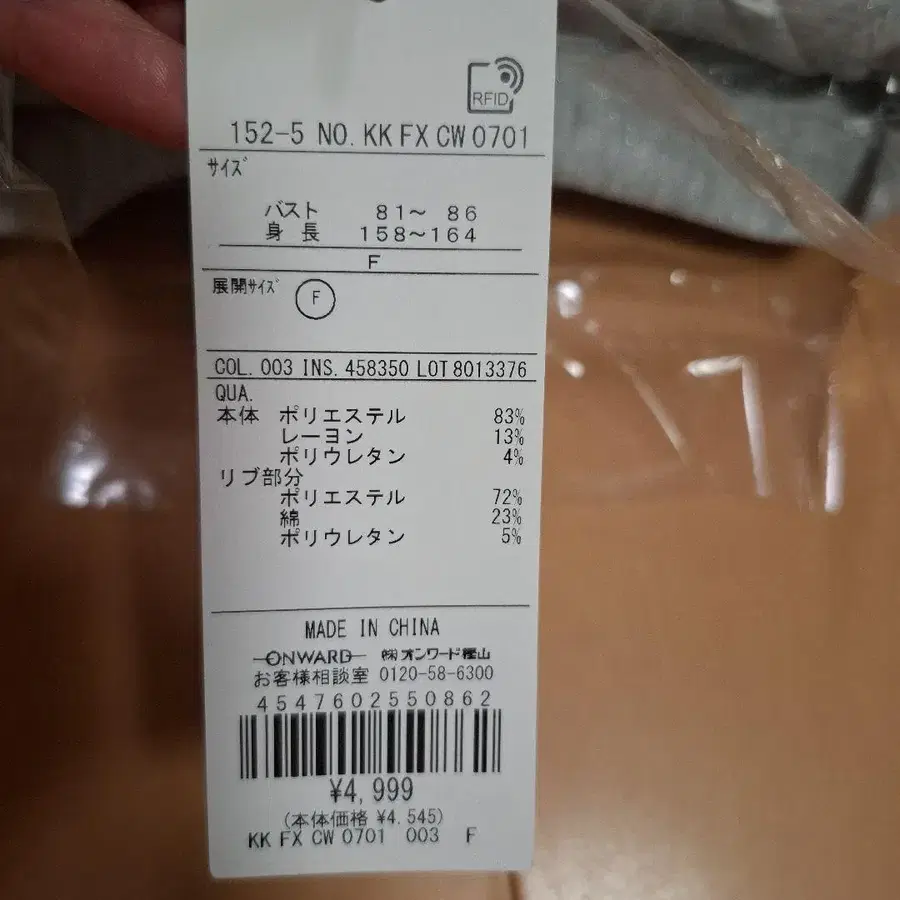 RFID
152-5 NO. KK FX CW 0701
サイズ
バスト 81～ 86
身 長 158～164
F
展開サイズ F
COL. 003 INS. 458350 LOT 8013376
QUA.
本体 ポリエステル 83%
レーヨン 13%
ポリウレタン 4%
リブ部分
ポリエステル 72%
綿 23%
ポリウレタン 5%
MADE IN CHINA
ONWARD ㈱オンワード樫山
お客様相談室 0120-58-6300
4547602550862
¥4,999
(本体価格 ¥4.545)
KK FX CW 0701 003 F